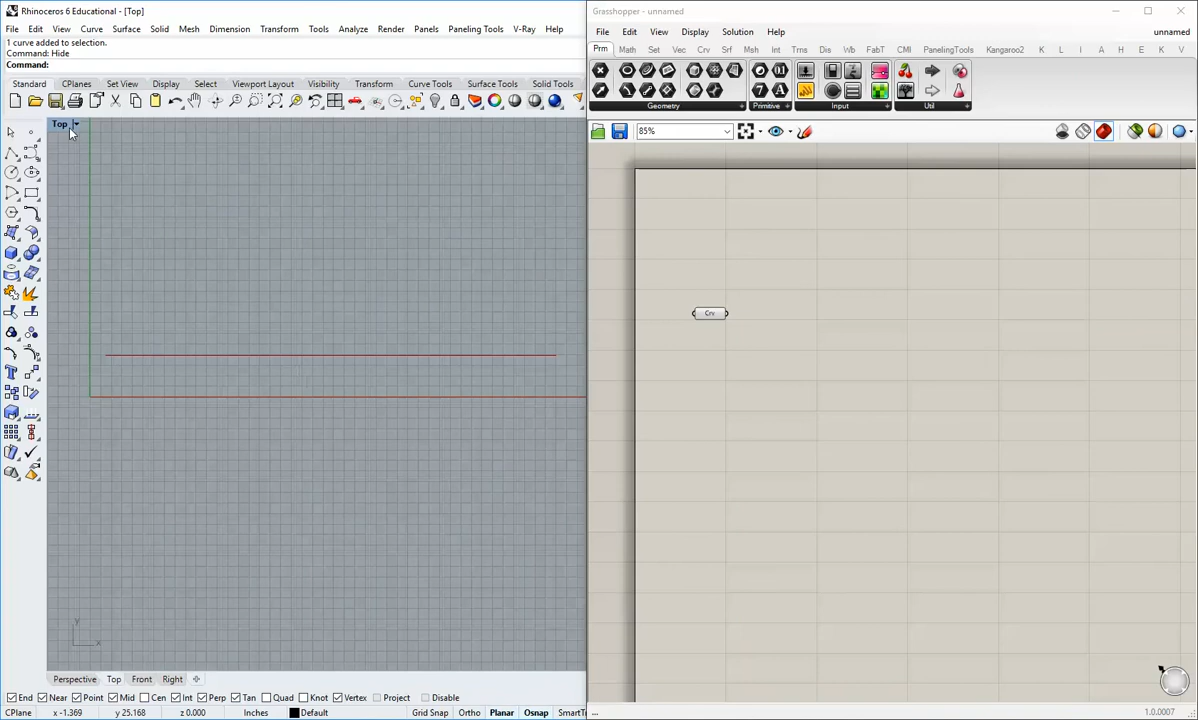 Rhinoceros 6 Educational - [Top]
File Edit View Curve Surface Solid Mesh Dimension Transform Tools Analyze Render Panels Paneling Tools V-Ray Help
1 curve added to selection.
Command: Hide
Command:
Standard CPlanes Set View Display Select Viewport Layout Visibility Transform Curve Tools Surface Tools Solid Tools
Top
y
x
Perspective Top Front Right
End Near Point Mid Cen Int Perp Tan Quad Knot Vertex Project Disable
CPlane x -1.369 y 25.168 z 0.000 Inches Default Grid Snap Ortho Planar Osnap SmartTr
Grasshopper - unnamed
File Edit View Display Solution Help unnamed
Prm Math Set Vec Crv Srf Msh Int Trns Dis Wb FabT CMI PanelingTools Kangaroo2 K L I A H E K V
Geometry Primitive Input Util
85%
Crv
...
1.0.0007